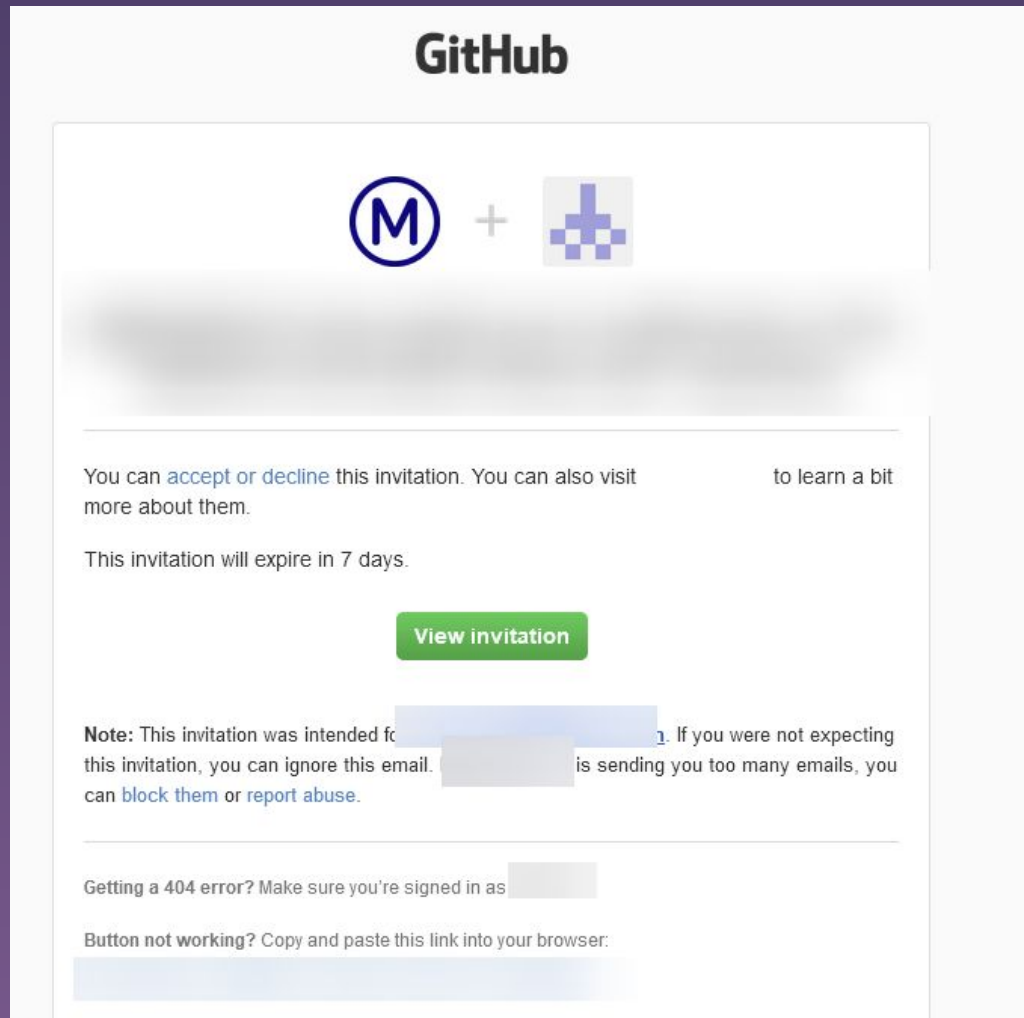 GitHub
M
You can accept or decline this invitation. You can also visit to learn a bit
more about them.
This invitation will expire in 7 days.
View invitation
Note: This invitation was intended . If you were not expecting
this invitation, you can ignore this email. is sending you too many emails, you
can block them or report abuse.
Getting a 404 error? Make sure you're signed in as
Button not working? Copy and paste this link into your browser: